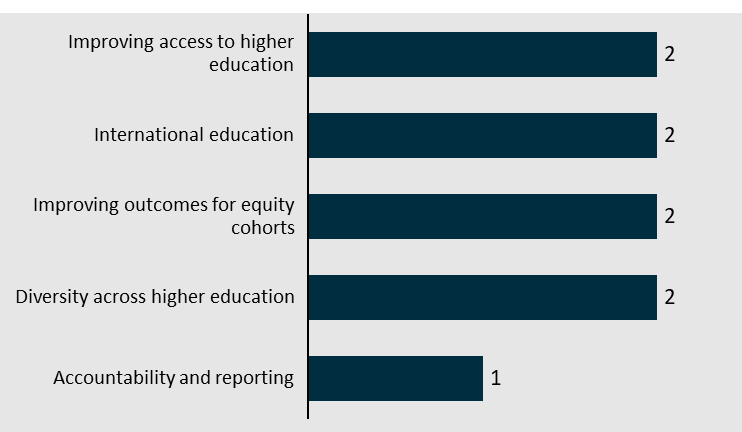 Improving access to higher
education
2
International education
2
Improving outcomes for equity
cohorts
2
Diversity across higher education
2
Accountability and reporting
1